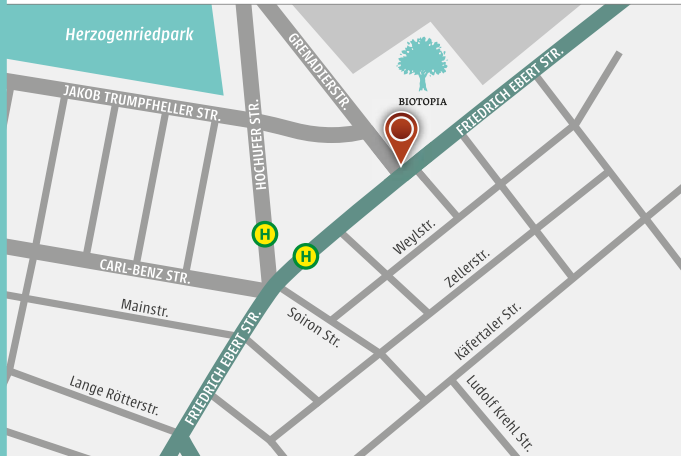 Herzogenriedpark
GRENADIERSTR.
BIOTOPIA
FRIEDRICH EBERT STR.
JAKOB TRUMPFHELLER STR.
HOCHUFER STR.
H
H
Weylstr.
CARL-BENZ STR.
Zellerstr.
Mainstr.
Soiron Str.
Käfertaler Str.
FRIEDRICH EBERT STR.
Lange Rötterstr.
Ludolf Krehl Str.